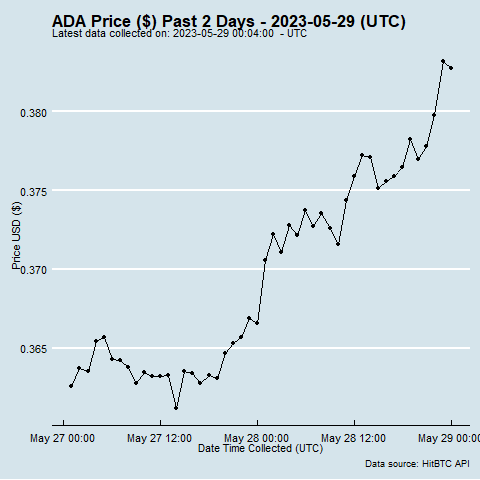 ADA Price ($) Past 2 Days - 2023-05-29 (UTC)
Latest data collected on: 2023-05-29 00:04:00  - UTC
0.380
0.375
0.370
0.365
Price USD ($)
May 27 00:00
May 27 12:00
May 28 00:00
May 28 12:00
May 29 00:00
Date Time Collected (UTC)
Data source: HitBTC API